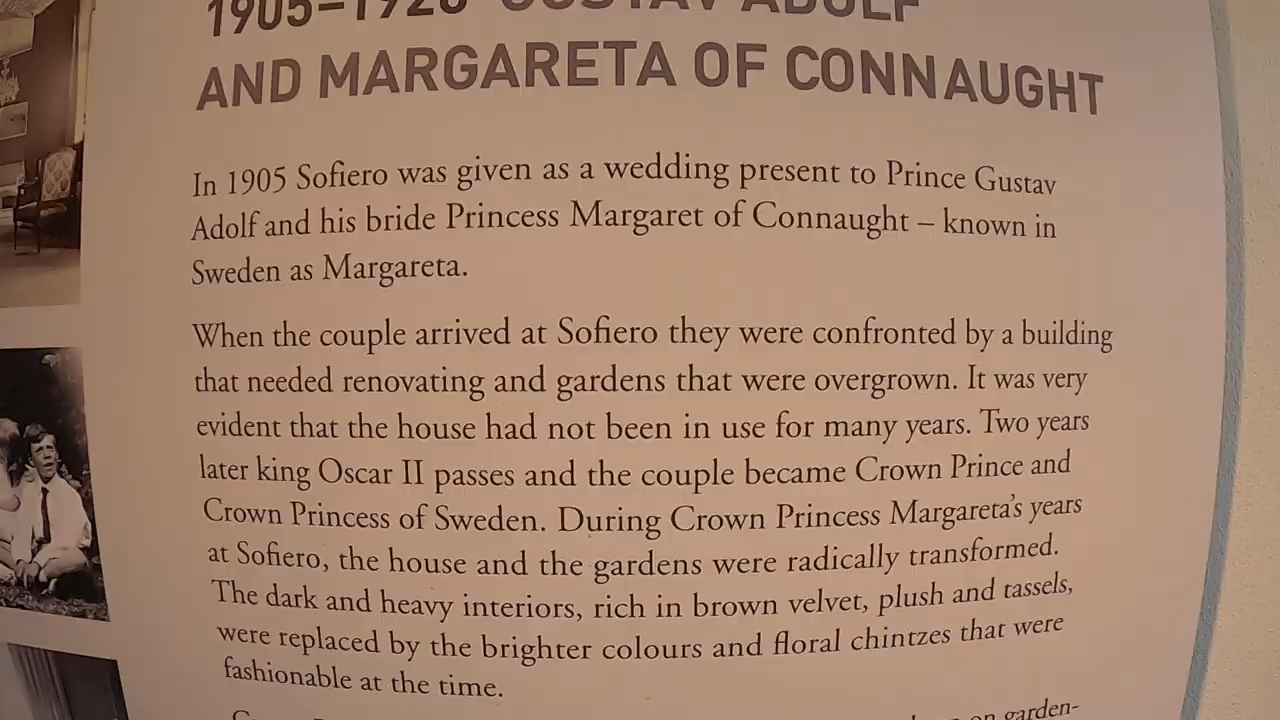 1905–1920 GUSTAV ADOLF
AND MARGARETA OF CONNAUGHT
In 1905 Sofiero was given as a wedding present to Prince Gustav
Adolf and his bride Princess Margaret of Connaught – known in
Sweden as Margareta.
When the couple arrived at Sofiero they were confronted by a building
that needed renovating and gardens that were overgrown. It was very
evident that the house had not been in use for many years. Two years
later king Oscar II passes and the couple became Crown Prince and
Crown Princess of Sweden. During Crown Princess Margareta's years
at Sofiero, the house and the gardens were radically transformed.
The dark and heavy interiors, rich in brown velvet, plush and tassels,
were replaced by the brighter colours and floral chintzes that were
fashionable at the time.
on garden-